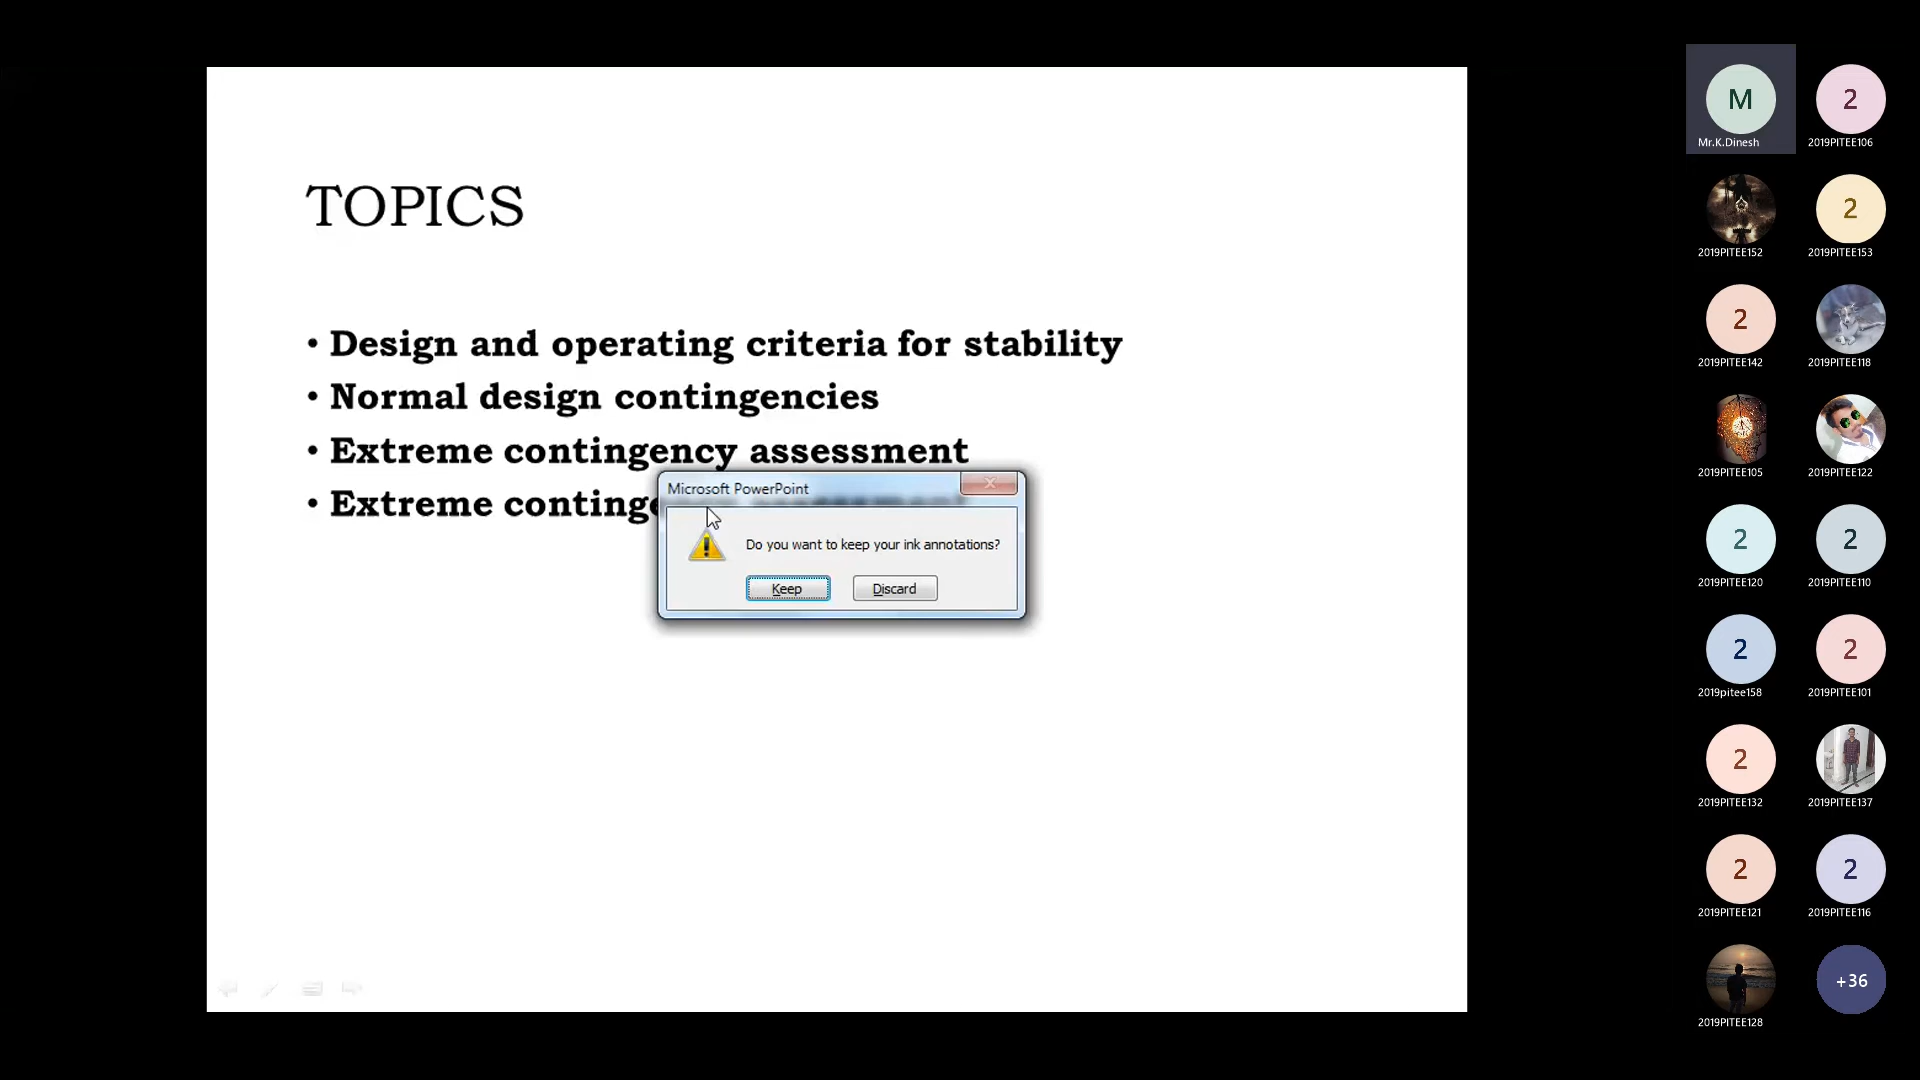 TOPICS
• Design and operating criteria for stability
• Normal design contingencies
• Extreme contingency assessment
• Extreme continge
Microsoft PowerPoint
Do you want to keep your ink annotations?
Keep
Discard
M
Mr.K.Dinesh
2
2019PITEE106
2019PITEE152
2
2019PITEE153
2
2019PITEE142
2019PITEE118
2019PITEE105
2019PITEE122
2
2019PITEE120
2
2019PITEE110
2
2019pitee158
2
2019PITEE101
2
2019PITEE132
2019PITEE137
2
2019PITEE121
2
2019PITEE116
2019PITEE128
+36